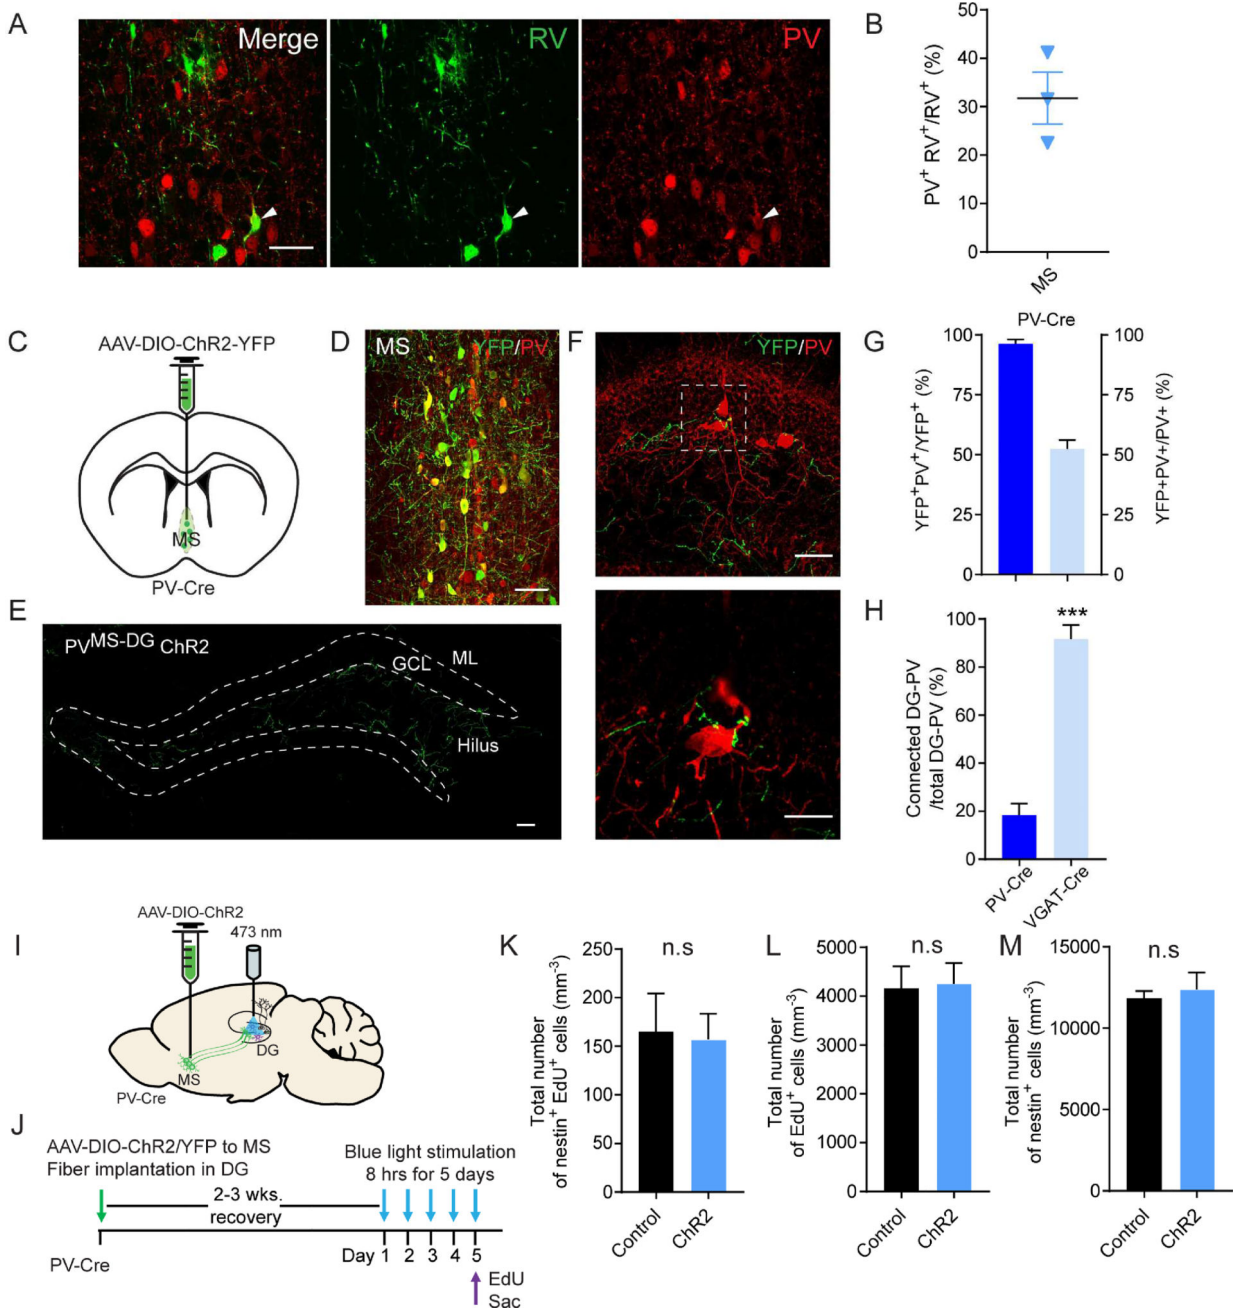 A
Merge
RV
PV
B
PV+ RV+/RV+ (%)
50
40
30
20
10
0
MS
C
AAV-DIO-ChR2-YFP
MS
PV-Cre
D
MS
YFP/PV
E
PVMS-DG ChR2
GCL
ML
Hilus
F
YFP/PV
G
PV-Cre
YFP+PV+/YFP+ (%)
100
75
50
25
0
100
75
50
25
0
YFP+PV+/PV+ (%)
H
Connected DG-PV
/total DG-PV (%)
100
80
60
40
20
0
***
PV-Cre
VGAT-Cre
I
AAV-DIO-ChR2
473 nm
DG
MS
PV-Cre
J
AAV-DIO-ChR2/YFP to MS
Fiber implantation in DG
Blue light stimulation
8 hrs for 5 days
2-3 wks.
recovery
Day 1 2 3 4 5
PV-Cre
EdU
Sac
K
n.s
Total number
of nestin+ EdU+ cells (mm-3)
250
200
150
100
50
0
Control
ChR2
L
n.s
Total number
of EdU+ cells (mm-3)
5000
4000
3000
2000
1000
0
Control
ChR2
M
n.s
Total number
of nestin+ cells (mm-3)
15000
10000
5000
0
Control
ChR2